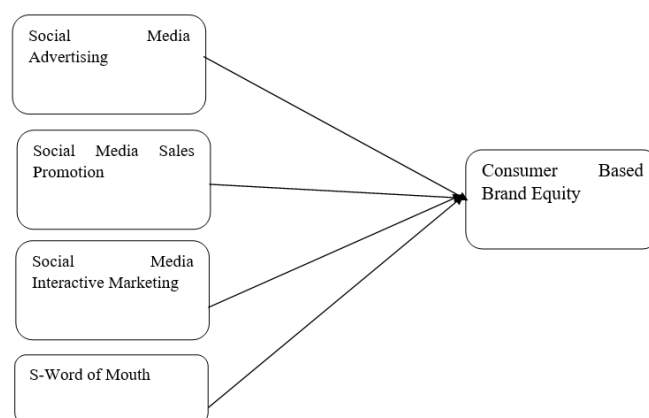 Social Media
Advertising
Social Media Sales
Promotion
Social Media
Interactive Marketing
S-Word of Mouth
Consumer Based
Brand Equity